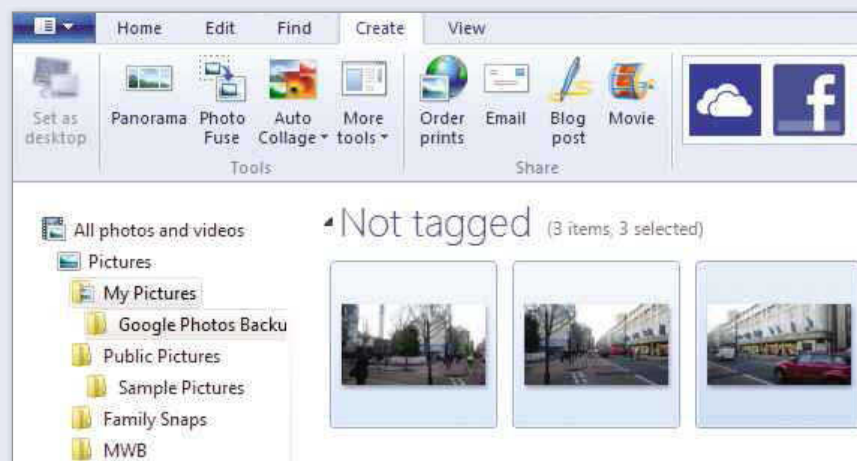 Home Edit Find Create View
Set as desktop
Panorama
Photo Fuse
Auto Collage
More tools
Order prints
Email
Blog post
Movie
Tools
Share
f
All photos and videos
Pictures
My Pictures
Google Photos Backu
Public Pictures
Sample Pictures
Family Snaps
MWB
Not tagged (3 items, 3 selected)